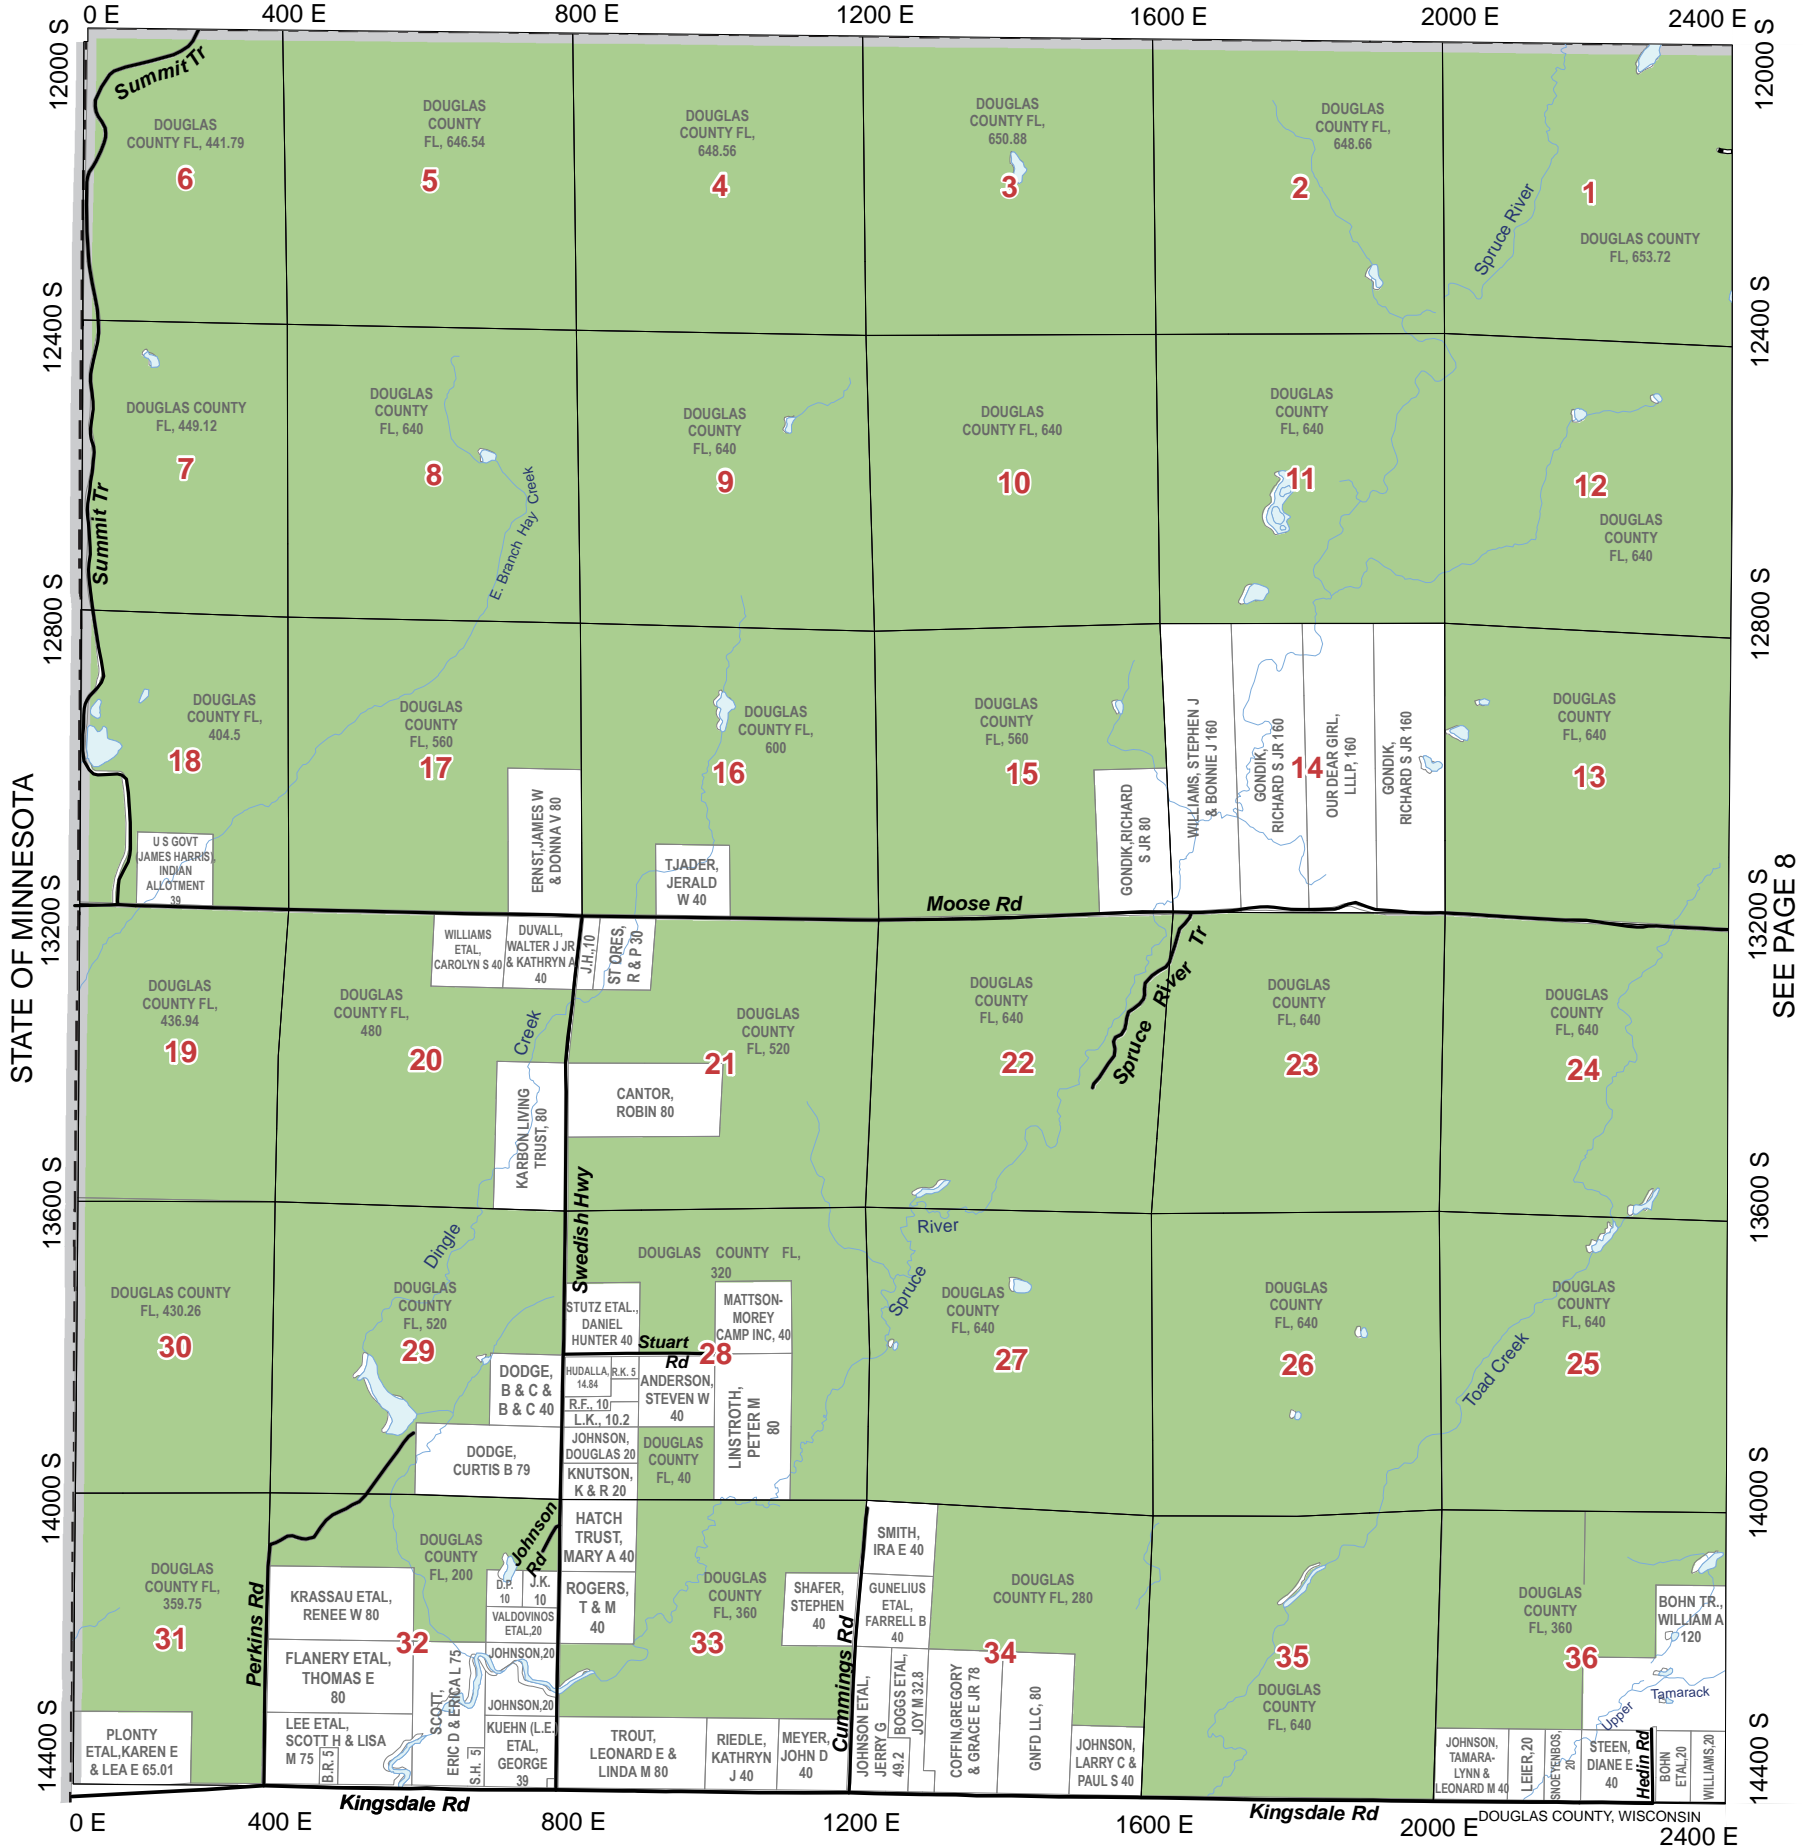 0 E
400 E
800 E
1200 E
1600 E
2000 E
2400 E
12000 S
12000 S
Summit Tr
DOUGLAS
COUNTY FL, 441.79
6
DOUGLAS
COUNTY
FL, 646.54
5
DOUGLAS
COUNTY FL,
648.56
4
DOUGLAS
COUNTY FL,
650.88
3
DOUGLAS
COUNTY FL,
648.66
2
Spruce River
1
DOUGLAS COUNTY
FL, 653.72
12400 S
12400 S
DOUGLAS COUNTY
FL, 449.12
7
Summit Tr
DOUGLAS
COUNTY
FL, 640
8
E. Branch Hay Creek
DOUGLAS
COUNTY
FL, 640
9
DOUGLAS
COUNTY FL, 640
10
DOUGLAS
COUNTY
FL, 640
11
12
DOUGLAS
COUNTY
FL, 640
12800 S
12800 S
DOUGLAS
COUNTY FL,
404.5
18
U S GOVT
(JAMES HARRIS),
INDIAN
ALLOTMENT
39
DOUGLAS
COUNTY
FL, 560
17
ERNST,JAMES W
& DONNA V 80
DOUGLAS
COUNTY FL,
600
16
TJADER,
JERALD
W 40
DOUGLAS
COUNTY
FL, 560
15
GONDIK,RICHARD
S JR 80
WILLIAMS, STEPHEN J
& BONNIE J 160
GONDIK,
RICHARD S JR 160
14
OUR DEAR GIRL,
LLLP, 160
GONDIK,
RICHARD S JR 160
DOUGLAS
COUNTY
FL, 640
13
STATE OF MINNESOTA
SEE PAGE 8
13200 S
13200 S
Moose Rd
DOUGLAS
COUNTY FL,
436.94
19
WILLIAMS
ETAL,
CAROLYN S 40
DUVALL,
WALTER J JR
& KATHRYN A
40
J.H.,10
ST ORES,
R & P 30
DOUGLAS
COUNTY FL,
480
20
Creek
KARBON LIVING
TRUST, 80
DOUGLAS
COUNTY
FL, 520
21
CANTOR,
ROBIN 80
DOUGLAS
COUNTY
FL, 640
22
Spruce River Tr
DOUGLAS
COUNTY
FL, 640
23
DOUGLAS
COUNTY
FL, 640
24
13600 S
13600 S
DOUGLAS COUNTY
FL, 430.26
30
Dingle
DOUGLAS
COUNTY
FL, 520
29
DODGE,
B & C &
B & C 40
DODGE,
CURTIS B 79
Swedish Hwy
DOUGLAS COUNTY FL,
320
STUTZ ETAL.,
DANIEL
HUNTER 40
MATTSON-
MOREY
CAMP INC, 40
Stuart
Rd
28
HUDALLA,
14.84
R.K. 5
R.F., 10
L.K., 10.2
ANDERSON,
STEVEN W
40
LINSTROTH,
PETER M
80
JOHNSON,
DOUGLAS 20
KNUTSON,
K & R 20
DOUGLAS
COUNTY
FL, 40
River
Spruce
DOUGLAS
COUNTY
FL, 640
27
DOUGLAS
COUNTY
FL, 640
26
DOUGLAS
COUNTY
FL, 640
25
Toad Creek
14000 S
14000 S
DOUGLAS
COUNTY FL,
359.75
31
PLONTY
ETAL,KAREN E
& LEA E 65.01
Perkins Rd
DOUGLAS
COUNTY
FL, 200
Johnson
Rd
KRASSAU ETAL,
RENEE W 80
32
FLANERY ETAL,
THOMAS E
80
LEE ETAL,
SCOTT H & LISA
M 75
B.R. 5
SCOTT,
ERIC D & ERICA L 75
S.H. 5
D.P.
10
J.K.
10
VALDOVINOS
ETAL,20
JOHNSON,20
JOHNSON,20
KUEHN (L.E.)
ETAL,
GEORGE
39
HATCH
TRUST,
MARY A 40
ROGERS,
T & M
40
DOUGLAS
COUNTY
FL, 360
33
SHAFER,
STEPHEN
40
TROUT,
LEONARD E &
LINDA M 80
RIEDLE,
KATHRYN
J 40
MEYER,
JOHN D
40
Cummings Rd
SMITH,
IRA E 40
GUNELIUS
ETAL,
FARRELL B
40
DOUGLAS
COUNTY FL, 280
34
JOHNSON ETAL,
JERRY G
49.2
BOGGS ETAL,
JOY M 32.8
COFFIN,GREGORY
& GRACE E JR 78
GNFD LLC, 80
JOHNSON,
LARRY C &
PAUL S 40
35
DOUGLAS
COUNTY
FL, 640
DOUGLAS
COUNTY
FL, 360
36
BOHN TR.,
WILLIAM A
120
Upper
Tamarack
JOHNSON,
TAMARA-
LYNN &
LEONARD M 40
LEIER,20
SNOEYENBOS,
20
STEEN,
DIANE E
40
Hedin Rd
BOHN
ETAL,20
WILLIAMS,20
14400 S
14400 S
Kingsdale Rd
Kingsdale Rd
DOUGLAS COUNTY, WISCONSIN
0 E
400 E
800 E
1200 E
1600 E
2000 E
2400 E